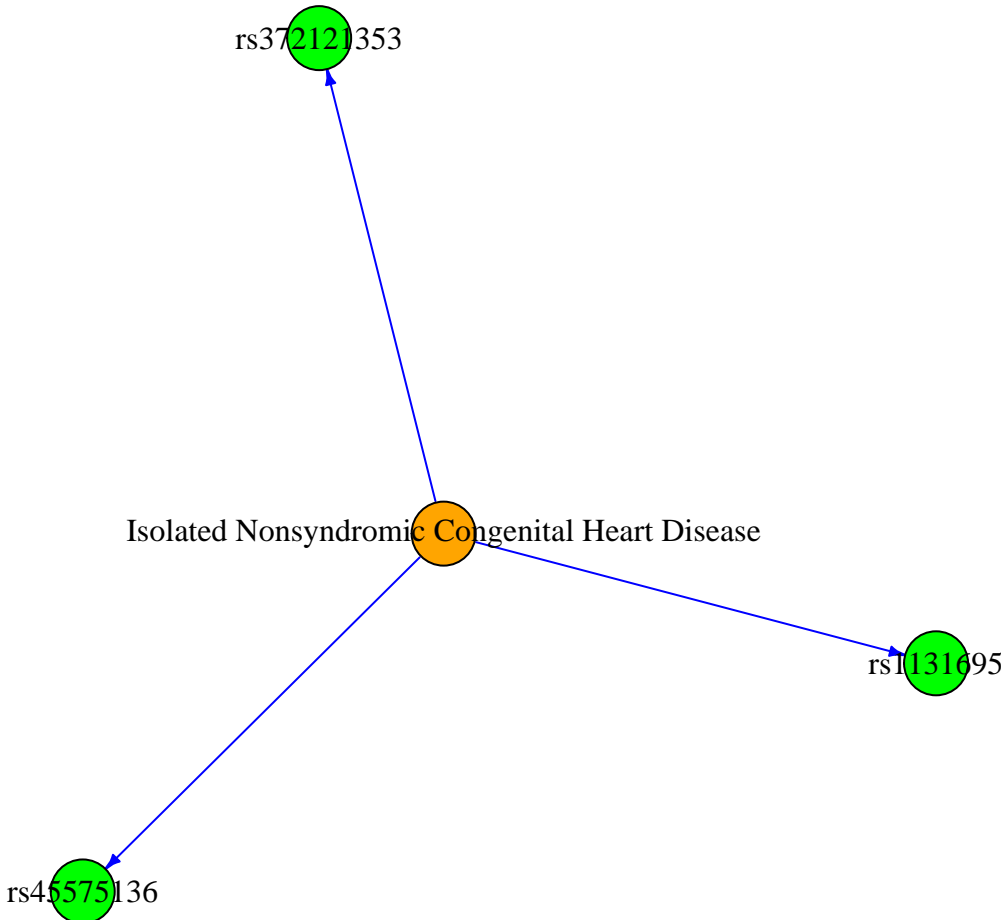 rs372121353
Isolated Nonsyndromic Congenital Heart Disease
rs1131695
rs45575136